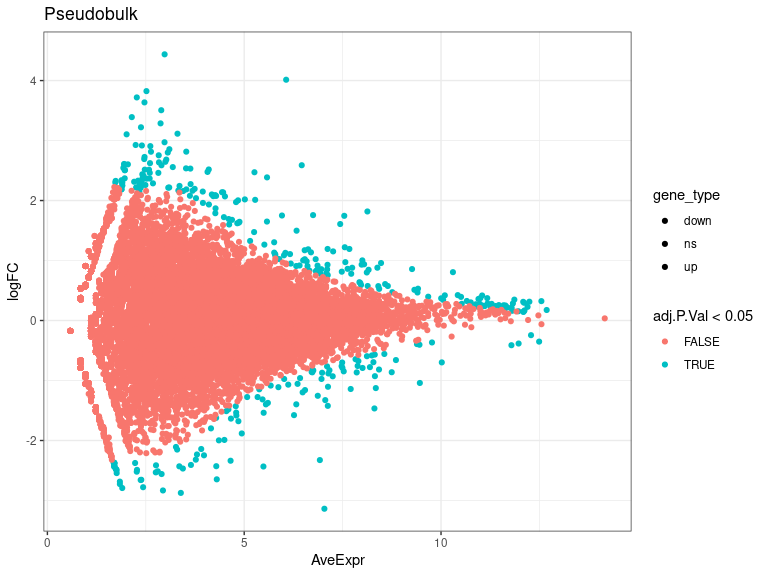 Pseudobulk
4
2
0
-2
logFC
0
5
10
AveExpr
gene_type
down
ns
up
adj.P.Val < 0.05
FALSE
TRUE